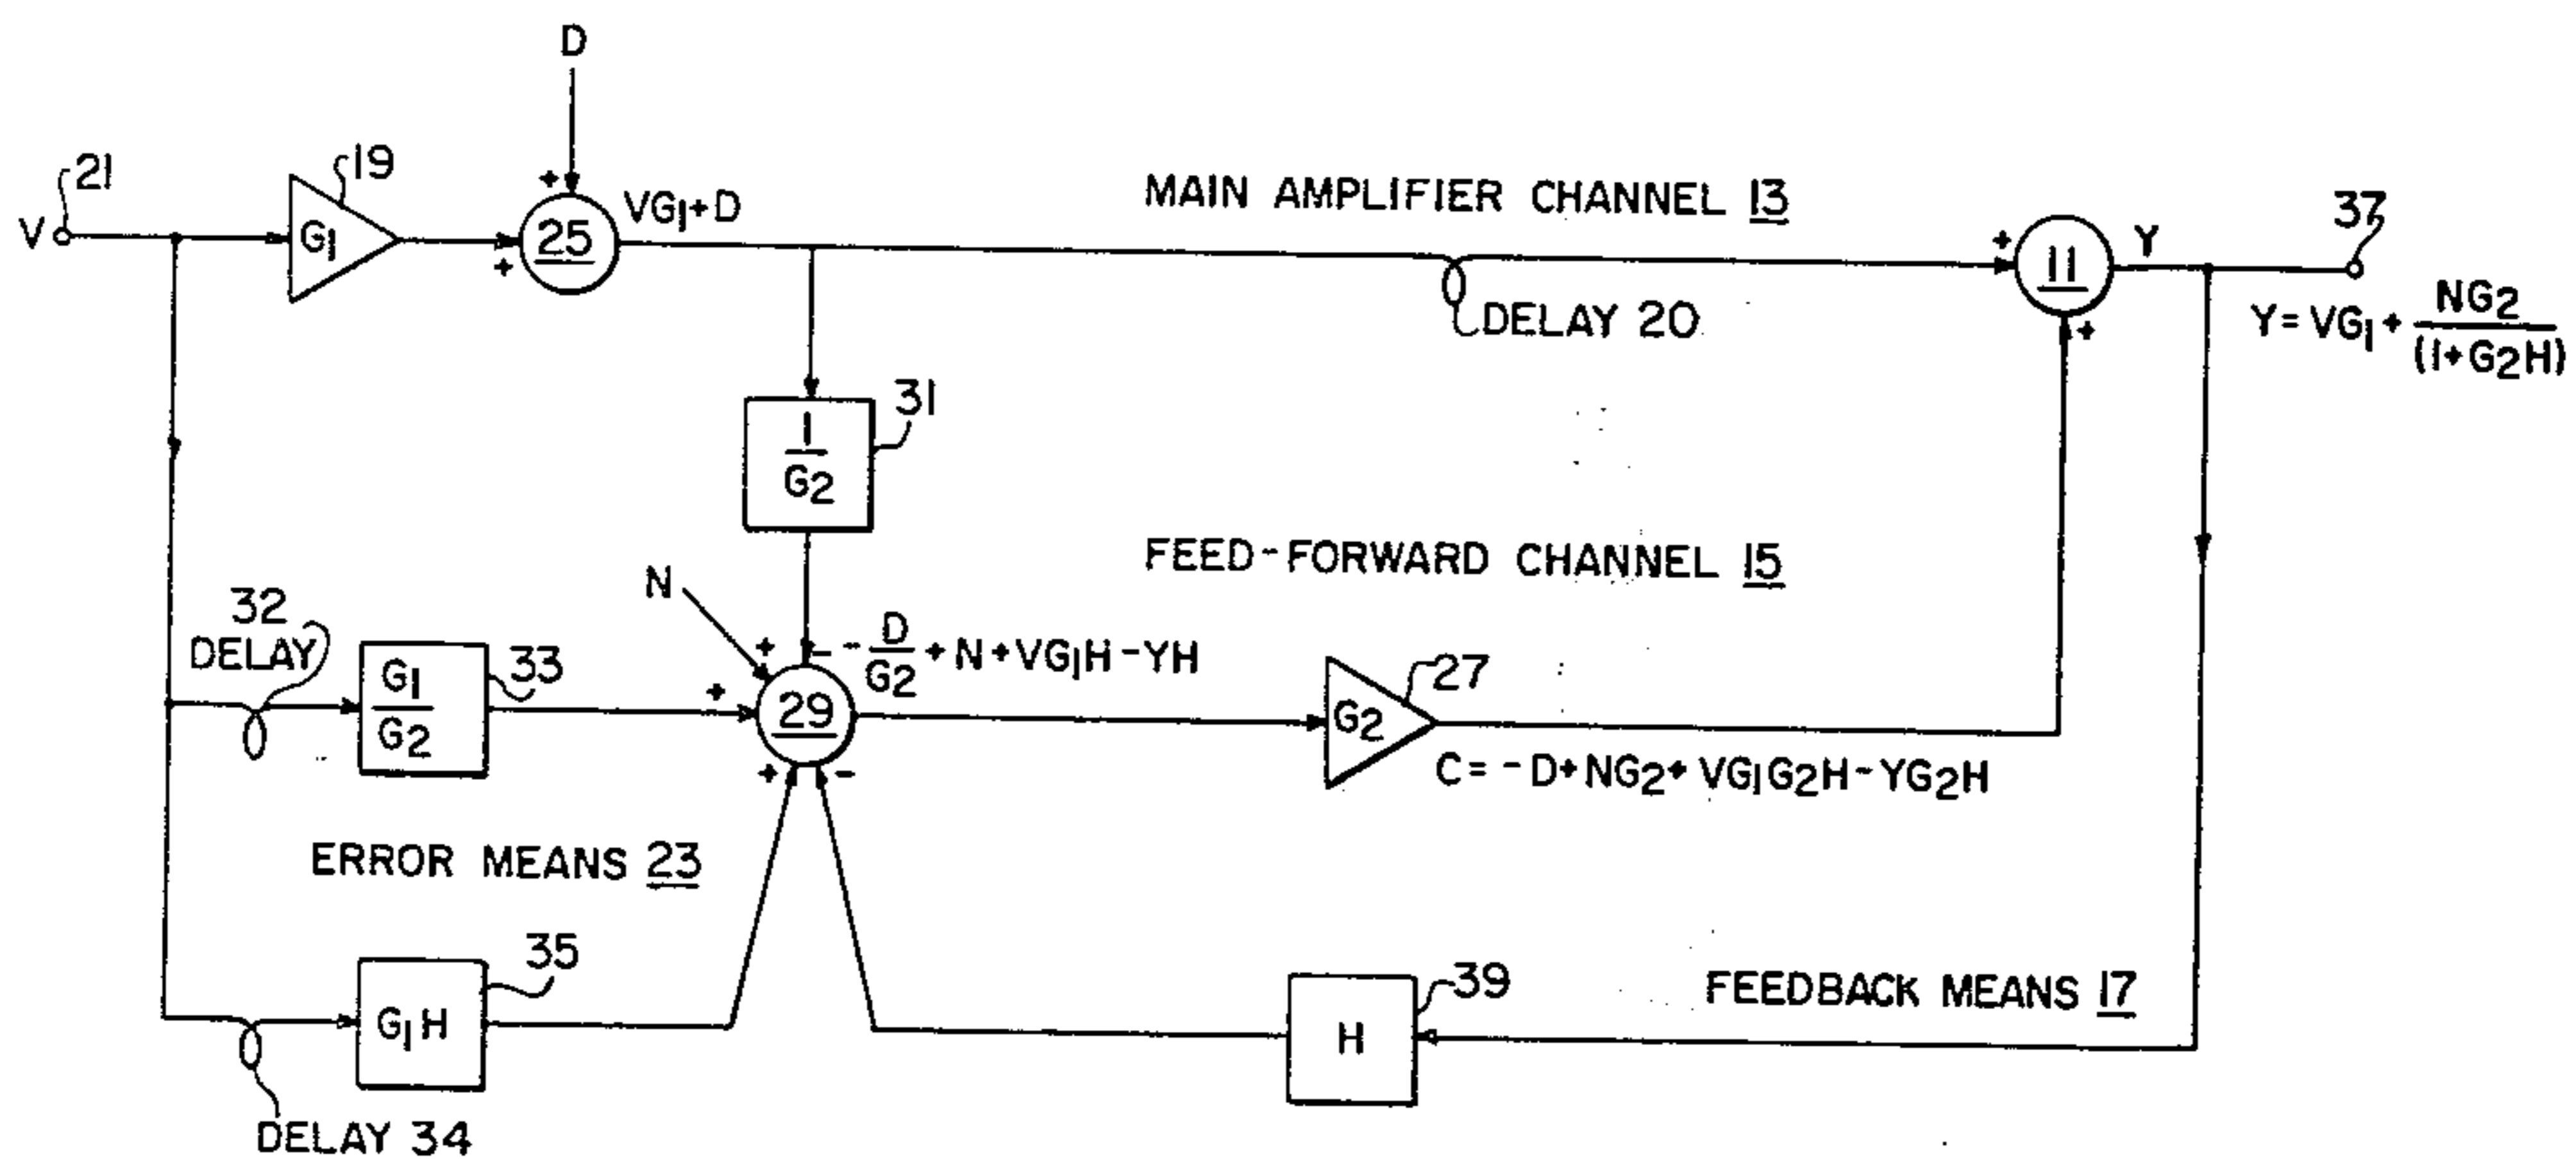 D
21
19
V
G1
+
+
25
VG1+D
MAIN AMPLIFIER CHANNEL 13
DELAY 20
+
11
+
Y
37
Y=VG1+ NG2/(1+G2H)
1/G2
31
FEED-FORWARD CHANNEL 15
32
DELAY
G1/G2
33
N
+
-
+
29
+
-
-D/G2+N+VG1H-YH
G2
27
C=-D+NG2+VG1G2H-YG2H
ERROR MEANS 23
35
G1H
DELAY 34
H
39
FEEDBACK MEANS 17